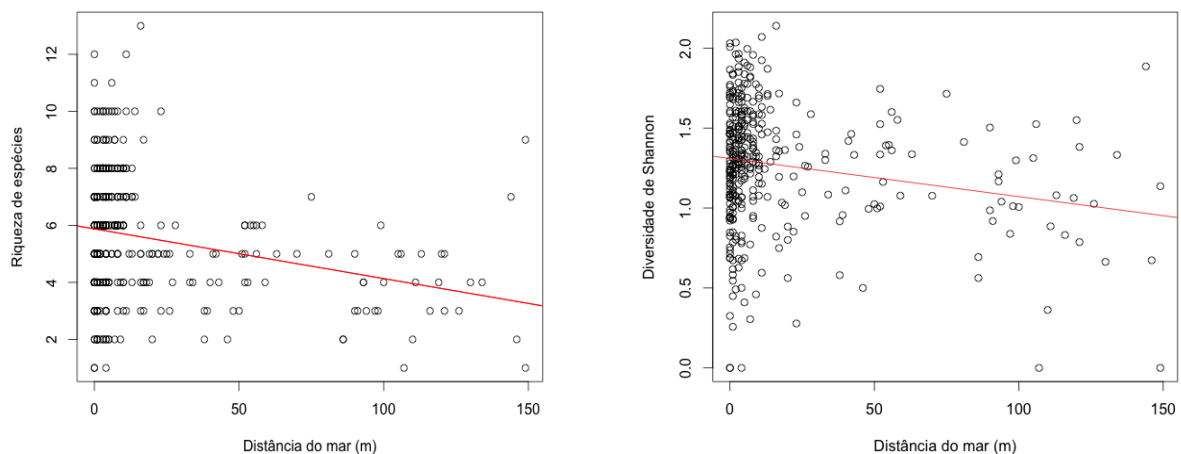 Riqueza de espécies
12
10
8
6
4
2
0 50 100 150
Distância do mar (m)
Diversidade de Shannon
2.0
1.5
1.0
0.5
0.0
0 50 100 150
Distância do mar (m)